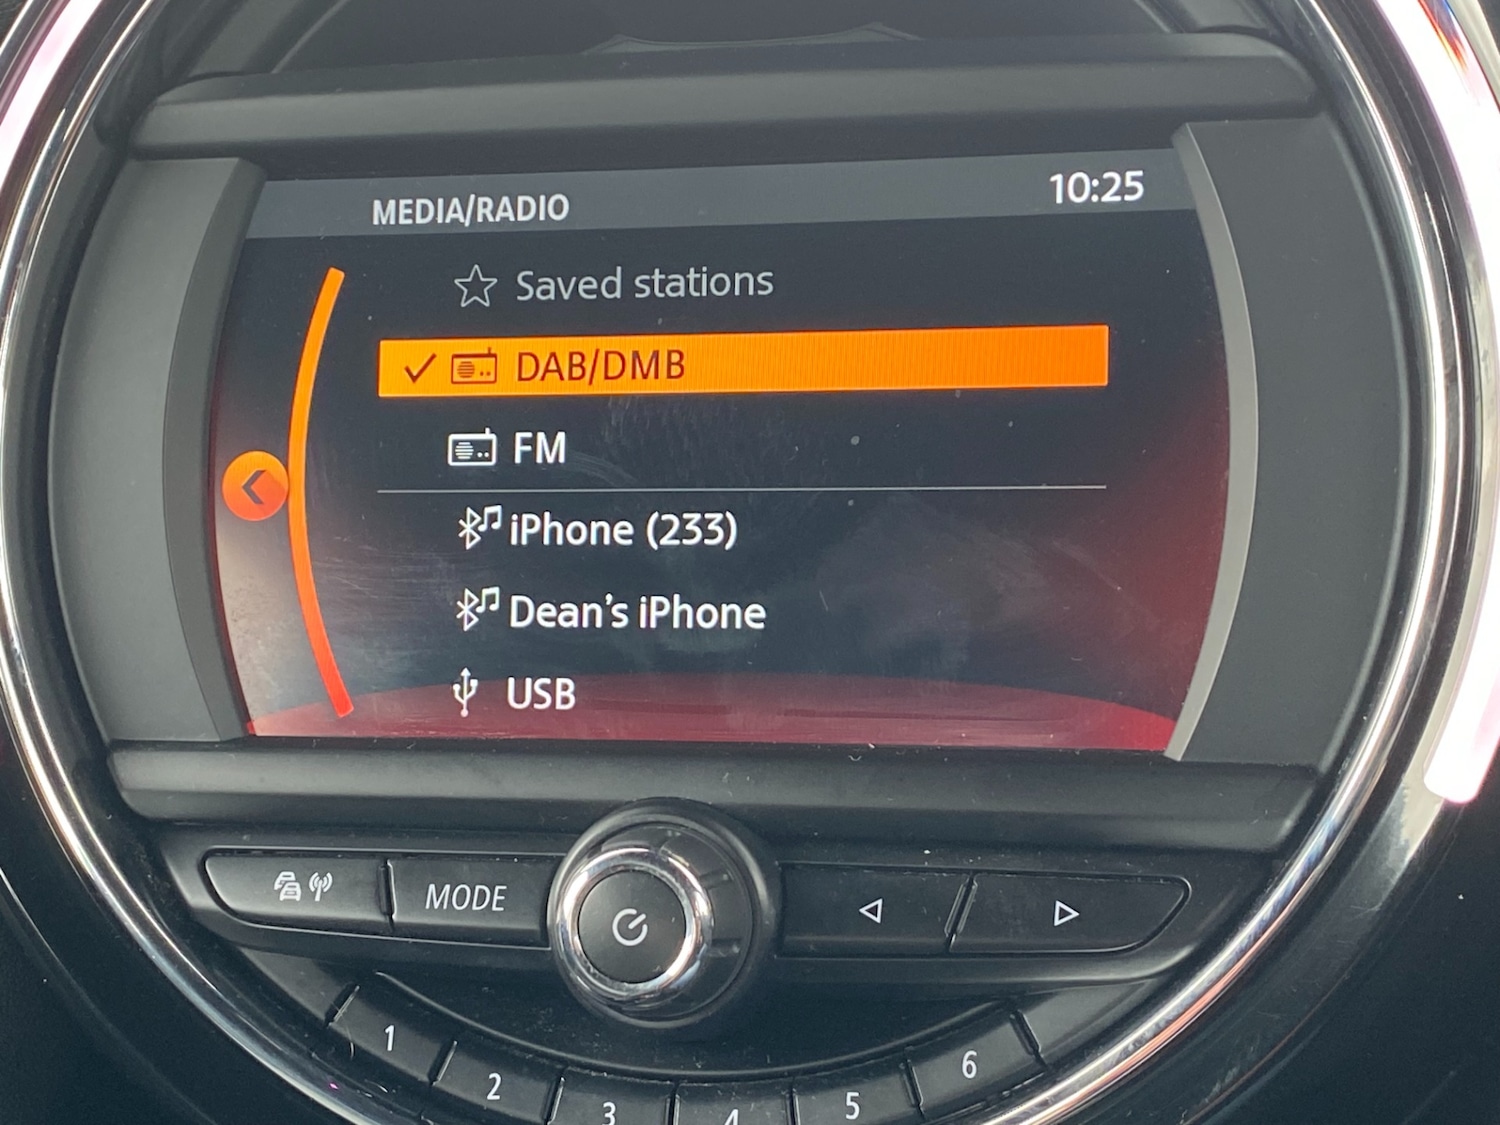 MEDIA/RADIO 10:25
Saved stations
DAB/DMB
FM
iPhone (233)
Dean's iPhone
USB
MODE
1 2 3 4 5 6